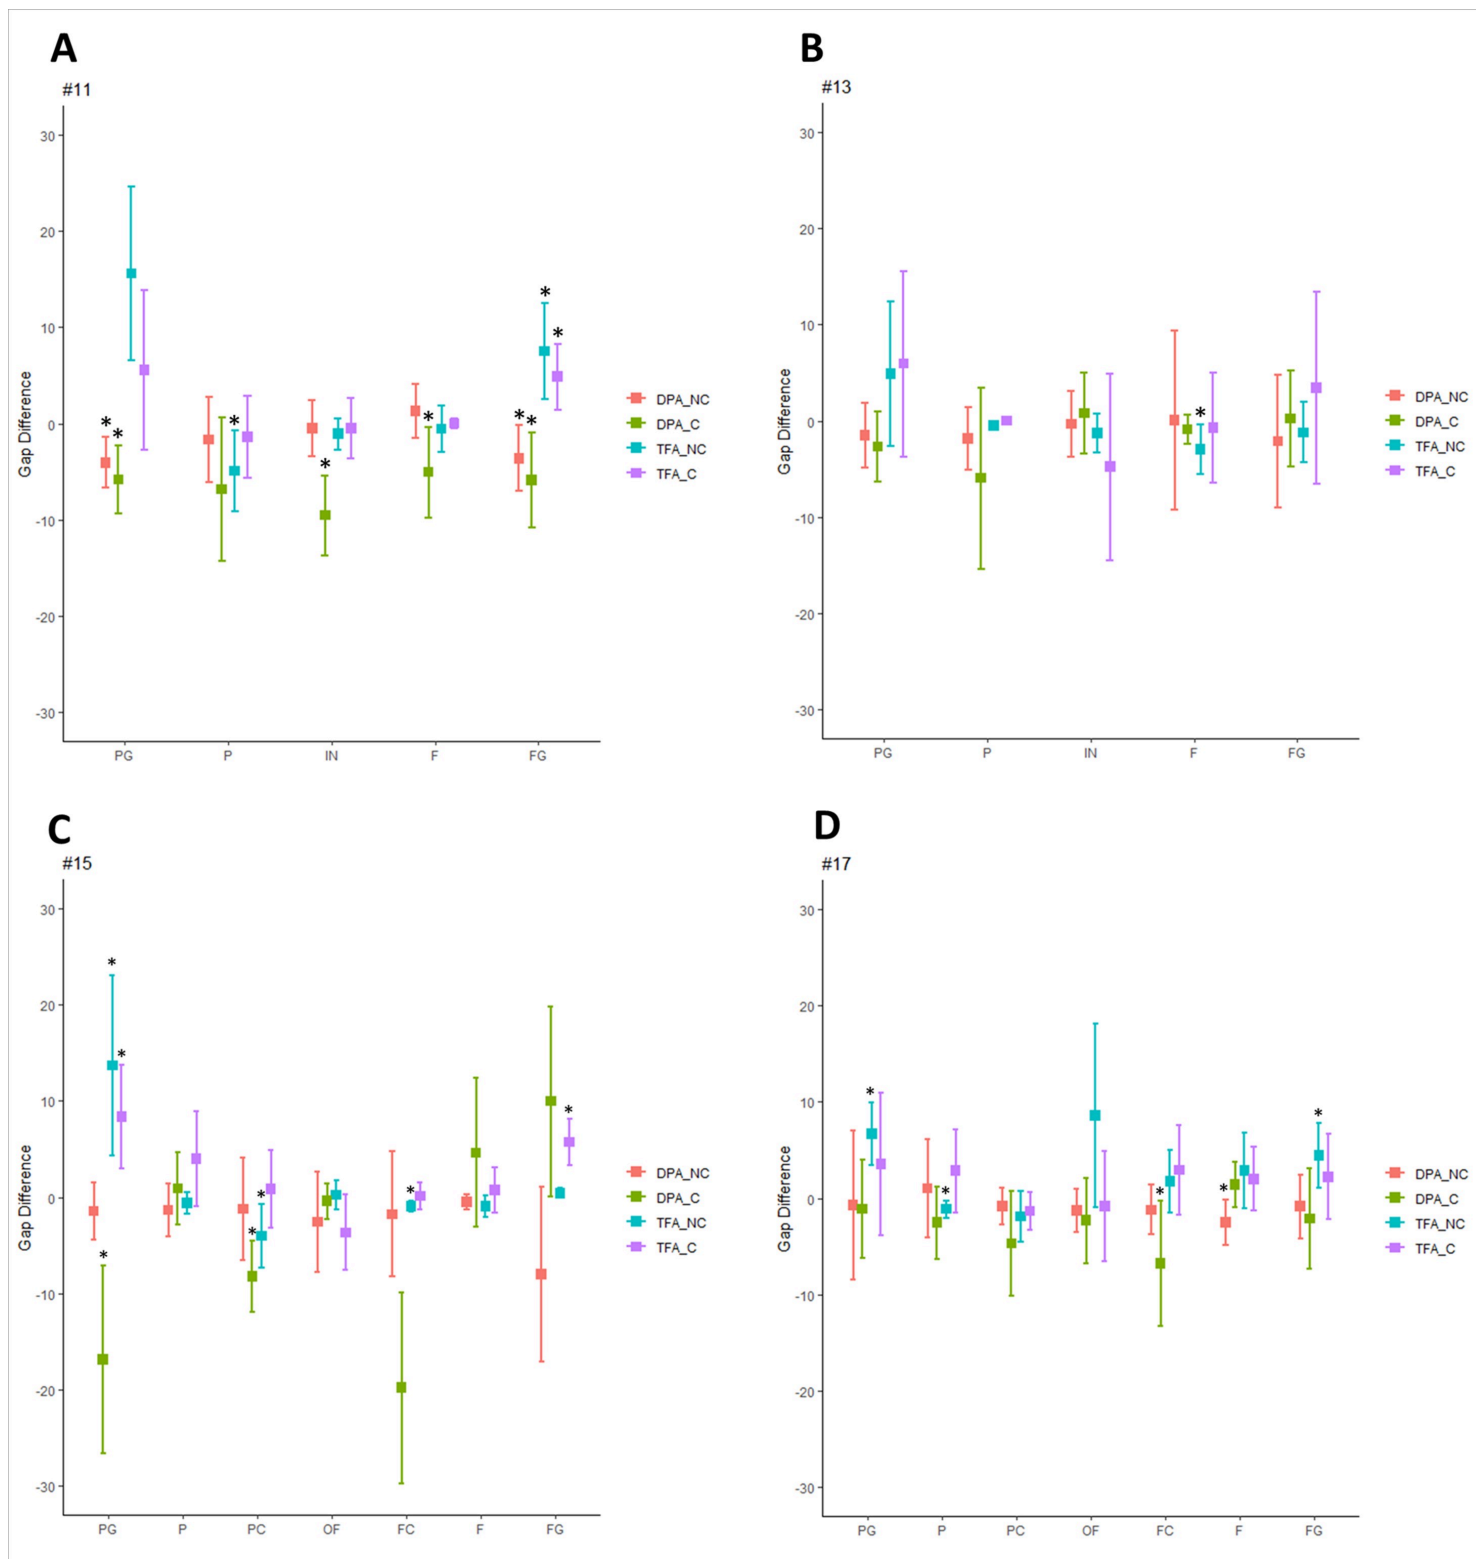 A
#11
Gap Difference
30
20
10
0
-10
-20
-30
* * * * * * * * *
PG P IN F FG
DPA_NC
DPA_C
TFA_NC
TFA_C
B
#13
Gap Difference
30
20
10
0
-10
-20
-30
*
PG P IN F FG
DPA_NC
DPA_C
TFA_NC
TFA_C
C
#15
Gap Difference
30
20
10
0
-10
-20
-30
* * * * * * *
PG P PC OF FC F FG
DPA_NC
DPA_C
TFA_NC
TFA_C
D
#17
Gap Difference
30
20
10
0
-10
-20
-30
* * * * *
PG P PC OF FC F FG
DPA_NC
DPA_C
TFA_NC
TFA_C